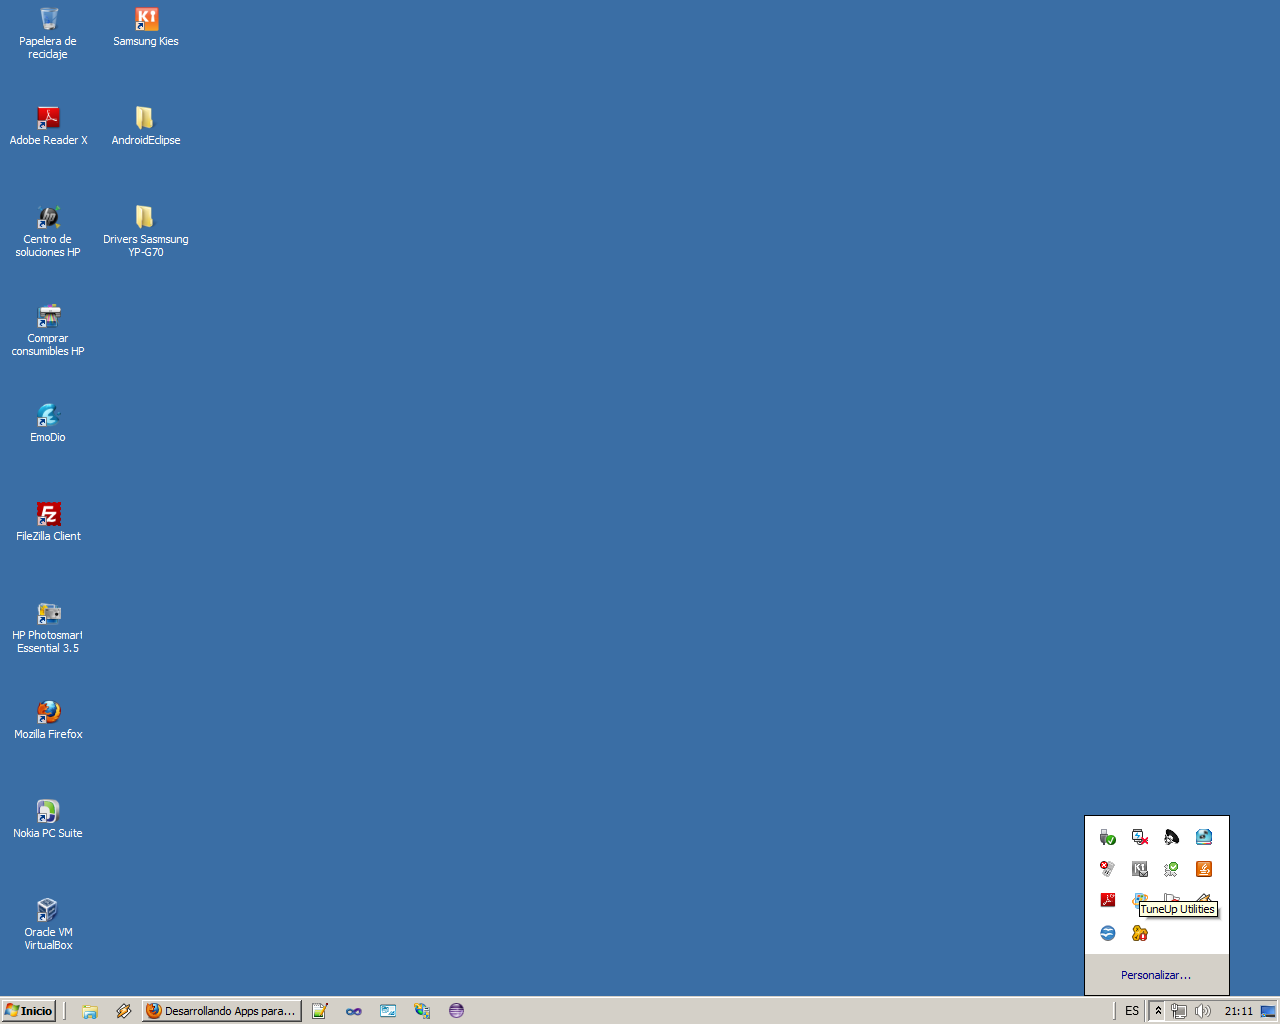 Papelera de
reciclaje
Samsung Kies
Adobe Reader X
AndroidEclipse
Centro de
soluciones HP
Drivers Sasmsung
YP-G70
Comprar
consumibles HP
EmoDio
FileZilla Client
HP Photosmart
Essential 3.5
Mozilla Firefox
Nokia PC Suite
Oracle VM
VirtualBox
TuneUp Utilities
Personalizar...
Inicio
Desarrollando Apps para...
ES
21:11